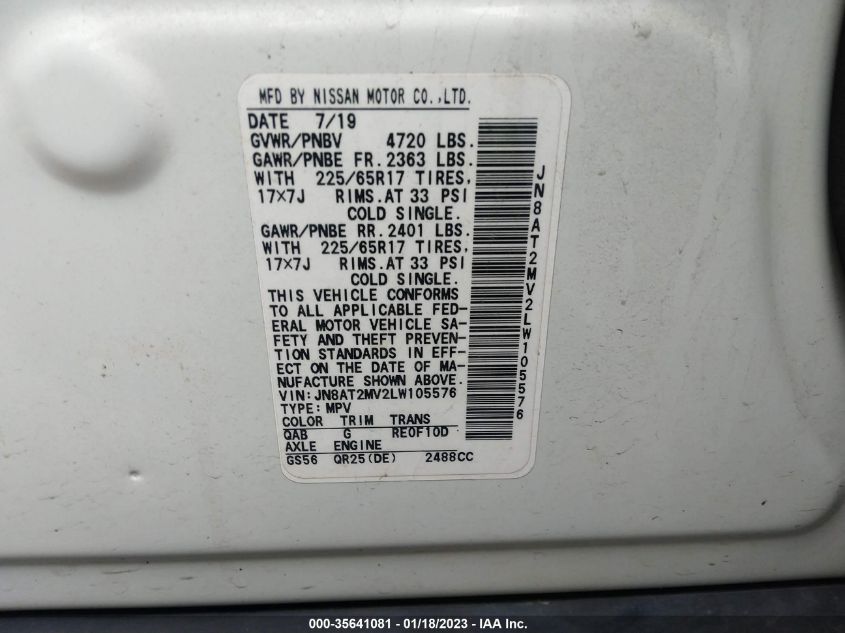 MFD BY NISSAN MOTOR CO.,LTD.
DATE 7/19
GVWR/PNBV 4720 LBS.
GAWR/PNBE FR. 2363 LBS.
WITH 225/65R17 TIRES,
17×7J RIMS.AT 33 PSI
COLD SINGLE.
GAWR/PNBE RR. 2401 LBS.
WITH 225/65R17 TIRES,
17×7J RIMS.AT 33 PSI
COLD SINGLE.
THIS VEHICLE CONFORMS
TO ALL APPLICABLE FED-
ERAL MOTOR VEHICLE SA-
FETY AND THEFT PREVEN-
TION STANDARDS IN EFF-
ECT ON THE DATE OF MA-
NUFACTURE SHOWN ABOVE.
VIN: JN8AT2MV2LW105576
TYPE: MPV
COLOR TRIM TRANS
QAB G RE0F10D
AXLE ENGINE
GS56 QR25(DE) 2488CC
JN8AT2MV2LW105576
000-35641081 - 01/18/2023 - IAA Inc.